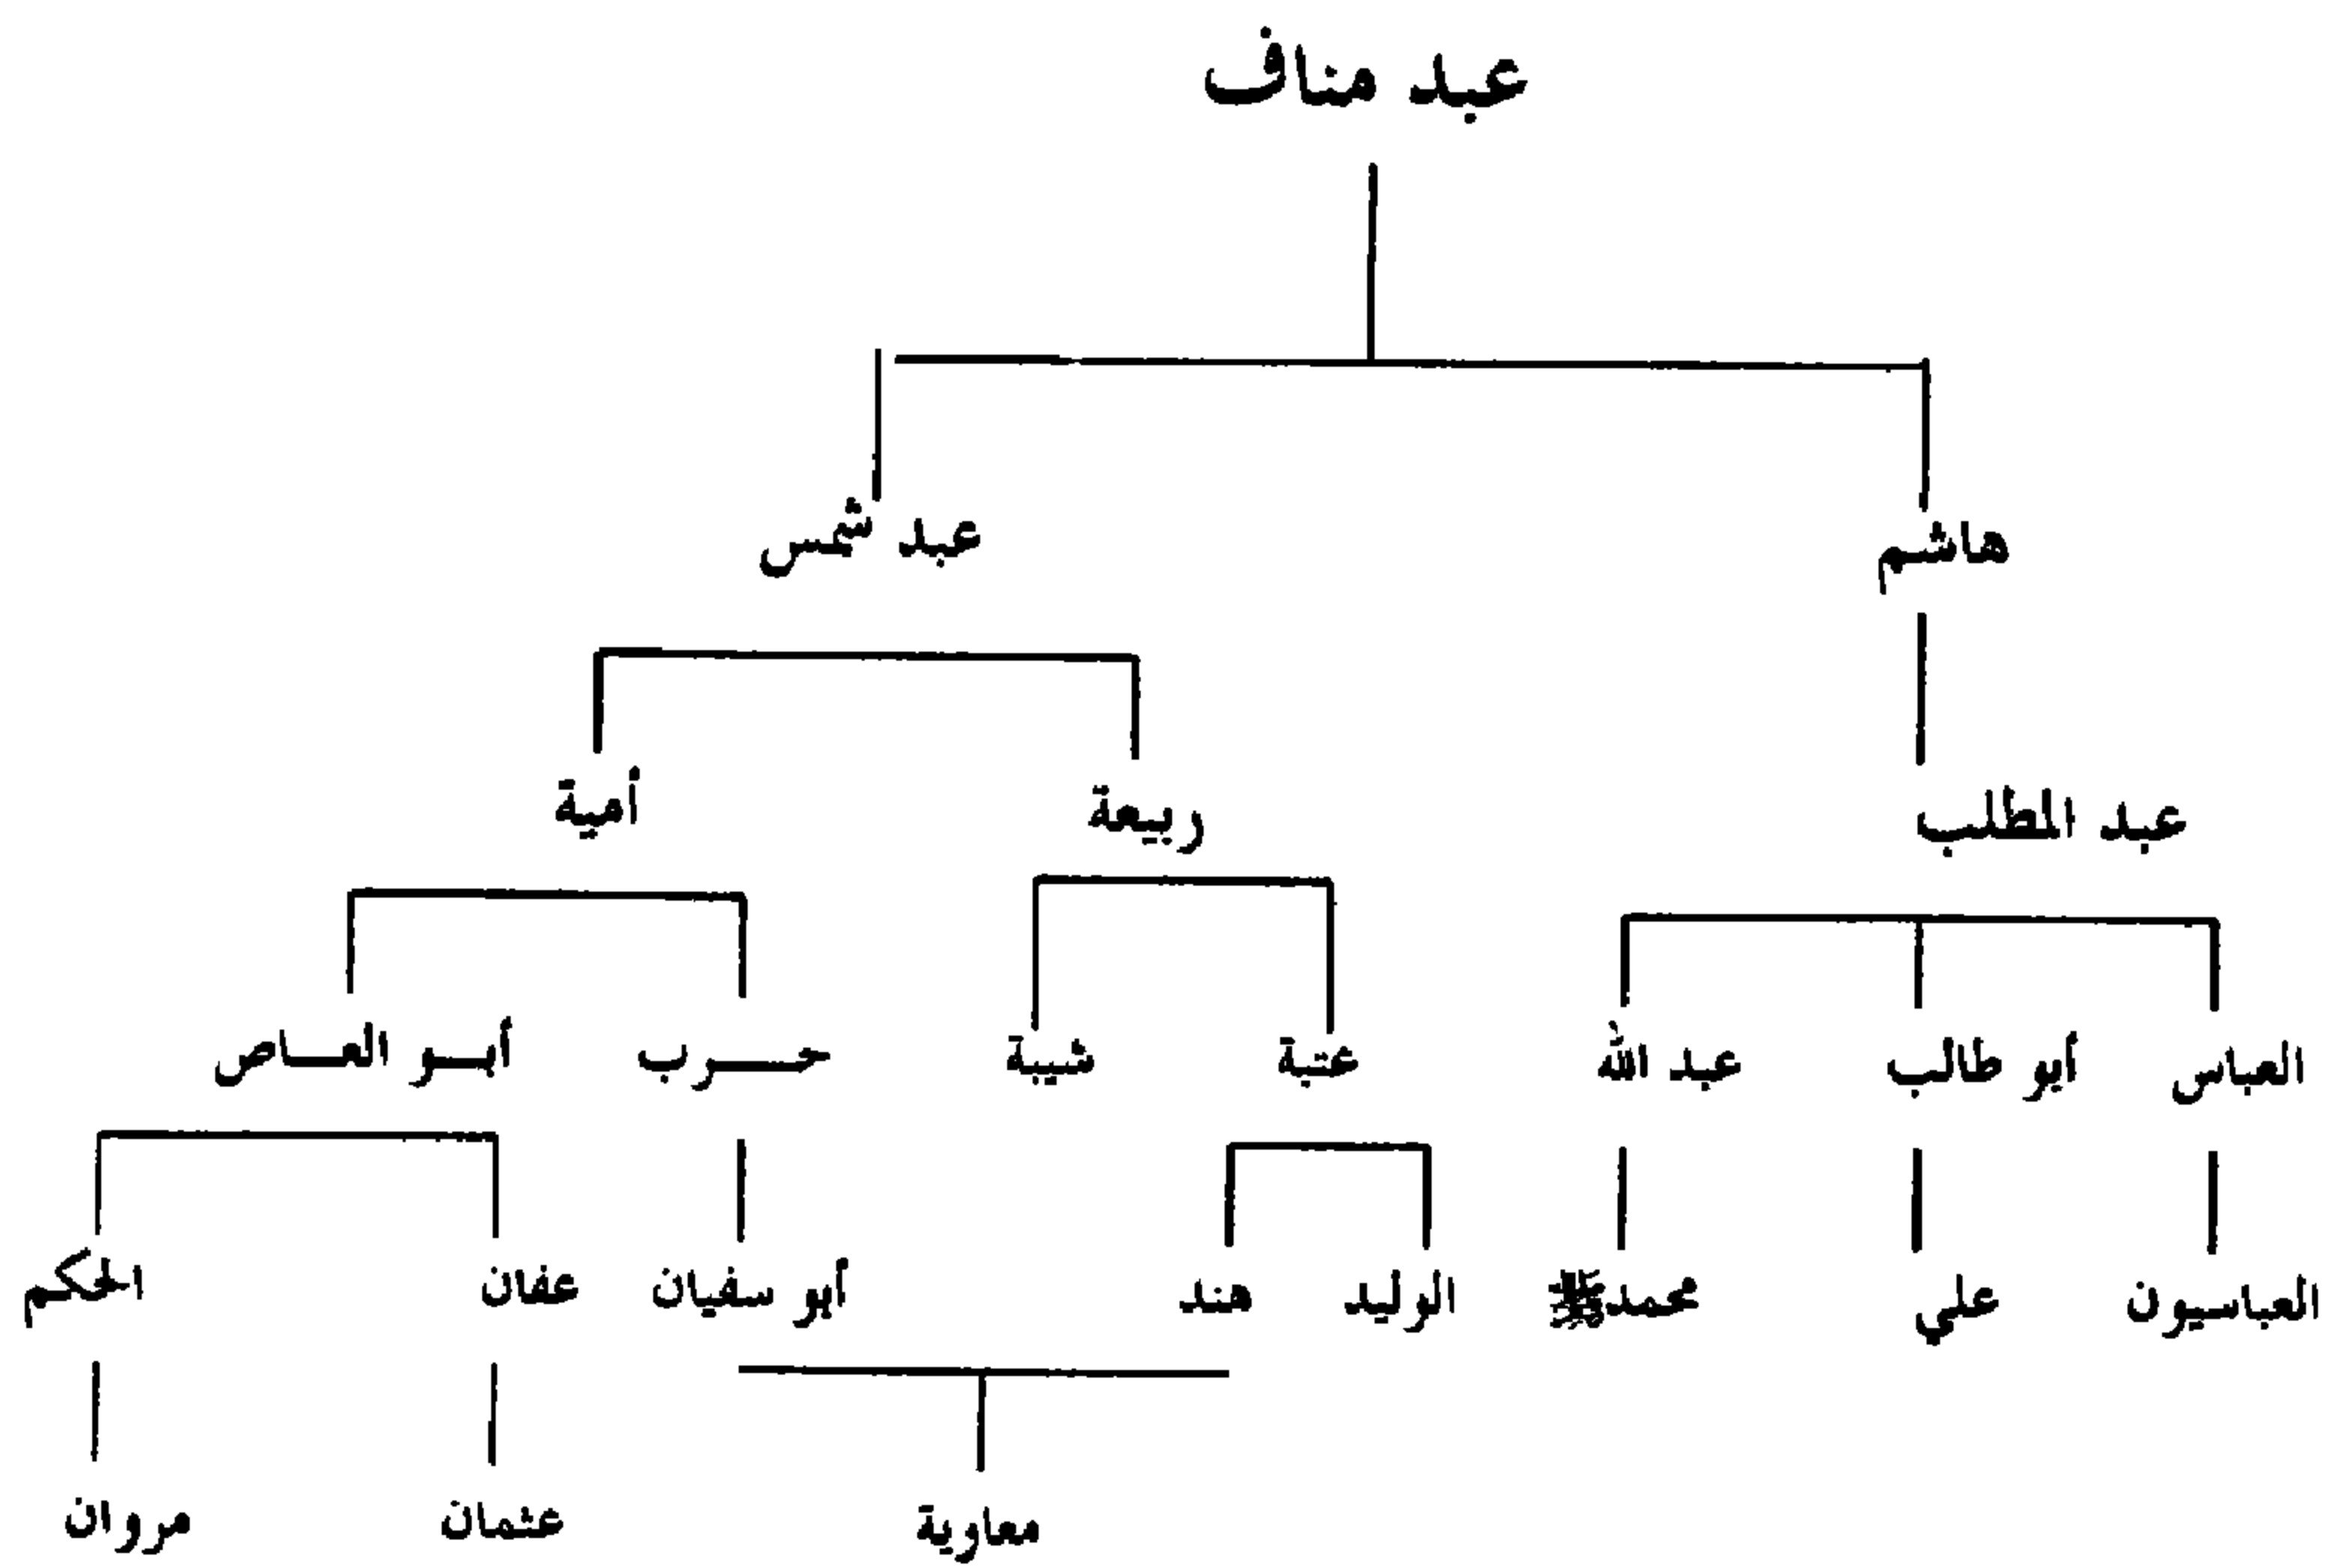 عبد مناف
هاشم عبد شمس
عبد المطلب ربيعة أمية
العباس أبو طالب عبد الله عتبة شيبة حرب أبو العاص
العباسيون علي محمد ﷺ الوليد هند أبو سفيان عفان الحكم
معاوية عثمان مروان